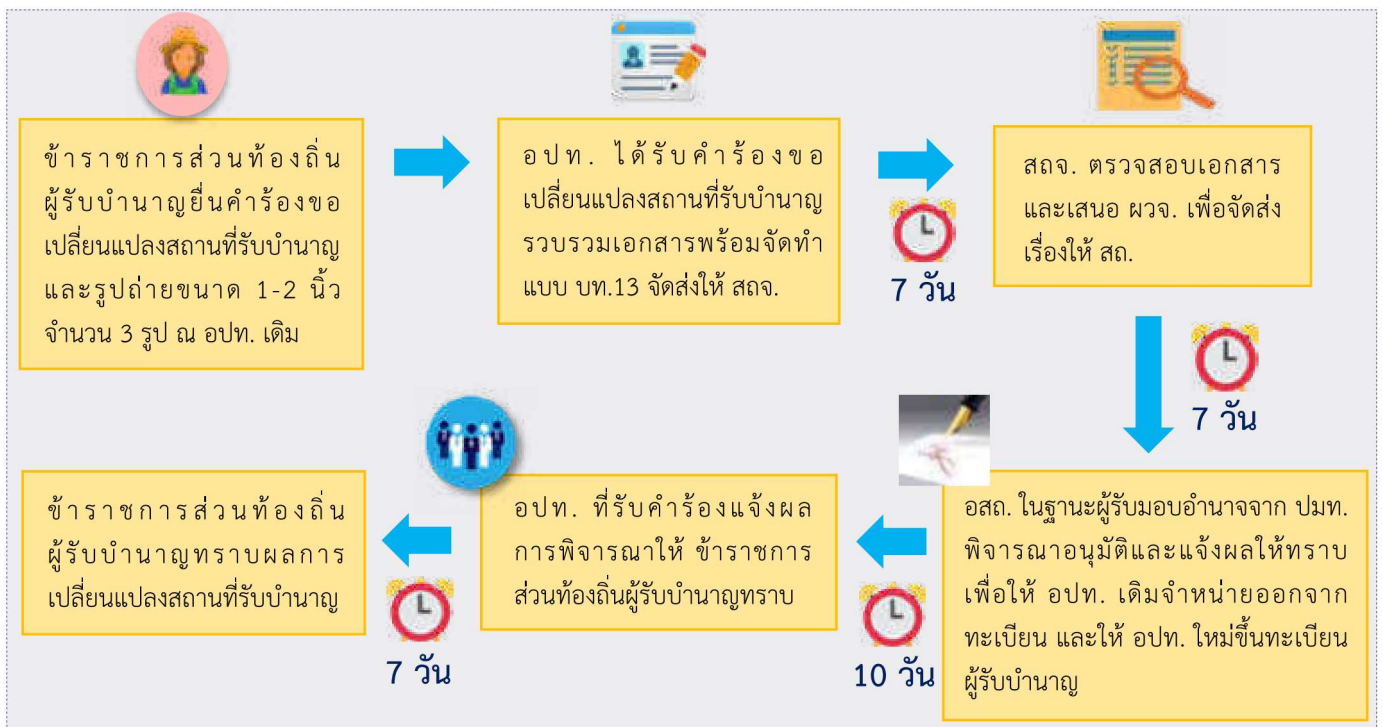 ข้าราชการส่วนท้องถิ่น
ผู้รับบำนาญยื่นคำร้องขอ
เปลี่ยนแปลงสถานที่รับบำนาญ
และรูปถ่ายขนาด 1-2 นิ้ว
จำนวน 3 รูป ณ อปท. เดิม
อปท. ได้รับคำร้องขอ
เปลี่ยนแปลงสถานที่รับบำนาญ
รวบรวมเอกสารพร้อมจัดทำ
แบบ บท.13 จัดส่งให้ สถจ.
7 วัน
สถจ. ตรวจสอบเอกสาร
และเสนอ ผวจ. เพื่อจัดส่ง
เรื่องให้ สถ.
7 วัน
อสถ. ในฐานะผู้รับมอบอำนาจจาก ปมท.
พิจารณาอนุมัติและแจ้งผลให้ทราบ
เพื่อให้ อปท. เดิมจำหน่ายออกจาก
ทะเบียน และให้ อปท. ใหม่ขึ้นทะเบียน
ผู้รับบำนาญ
10 วัน
อปท. ที่รับคำร้องแจ้งผล
การพิจารณาให้ ข้าราชการ
ส่วนท้องถิ่นผู้รับบำนาญทราบ
7 วัน
ข้าราชการส่วนท้องถิ่น
ผู้รับบำนาญทราบผลการ
เปลี่ยนแปลงสถานที่รับบำนาญ